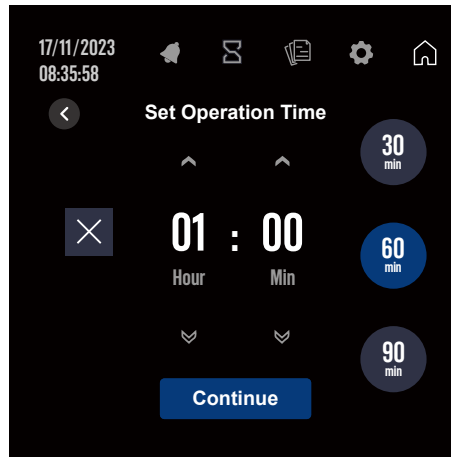 17/11/2023
08:35:58
Set Operation Time
30
min
01 : 00
Hour Min
60
min
90
min
Continue